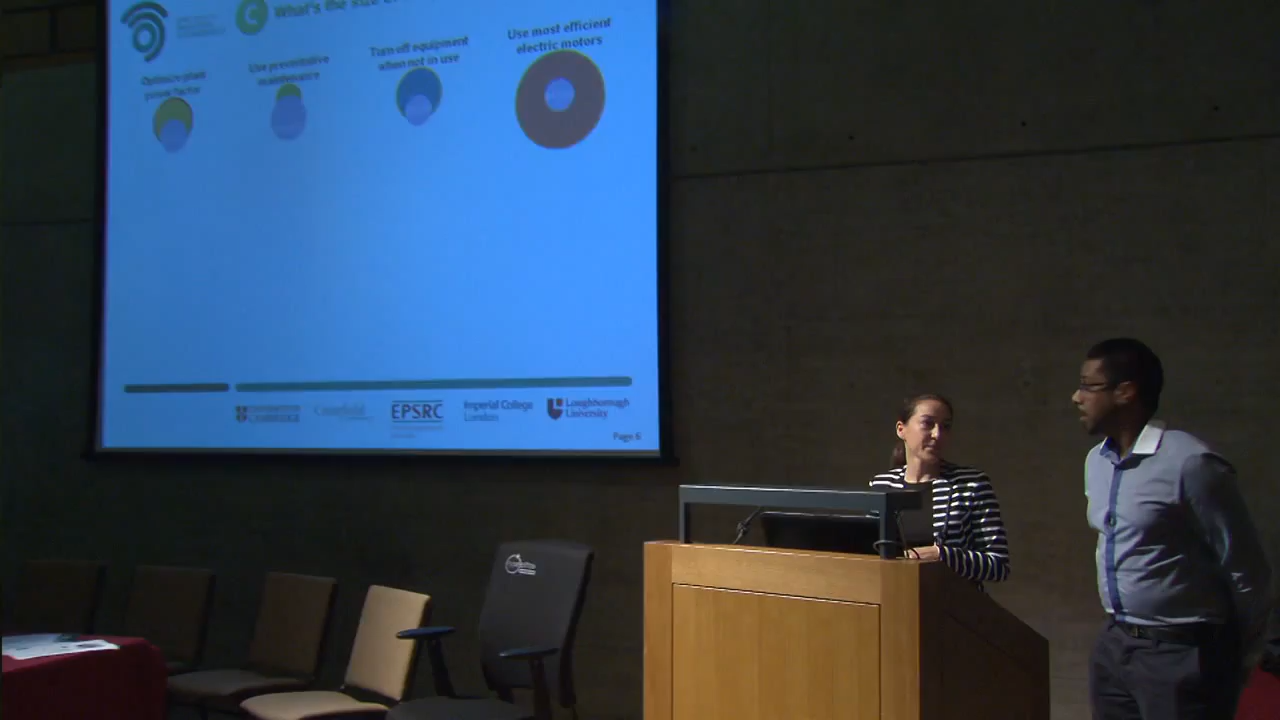 What's the size o
Optimize plant
power factor
Use preventative
maintenance
Turn off equipment
when not in use
Use most efficient
electric motors
EPSRC
Imperial College
London
Loughborough
University
Page 6